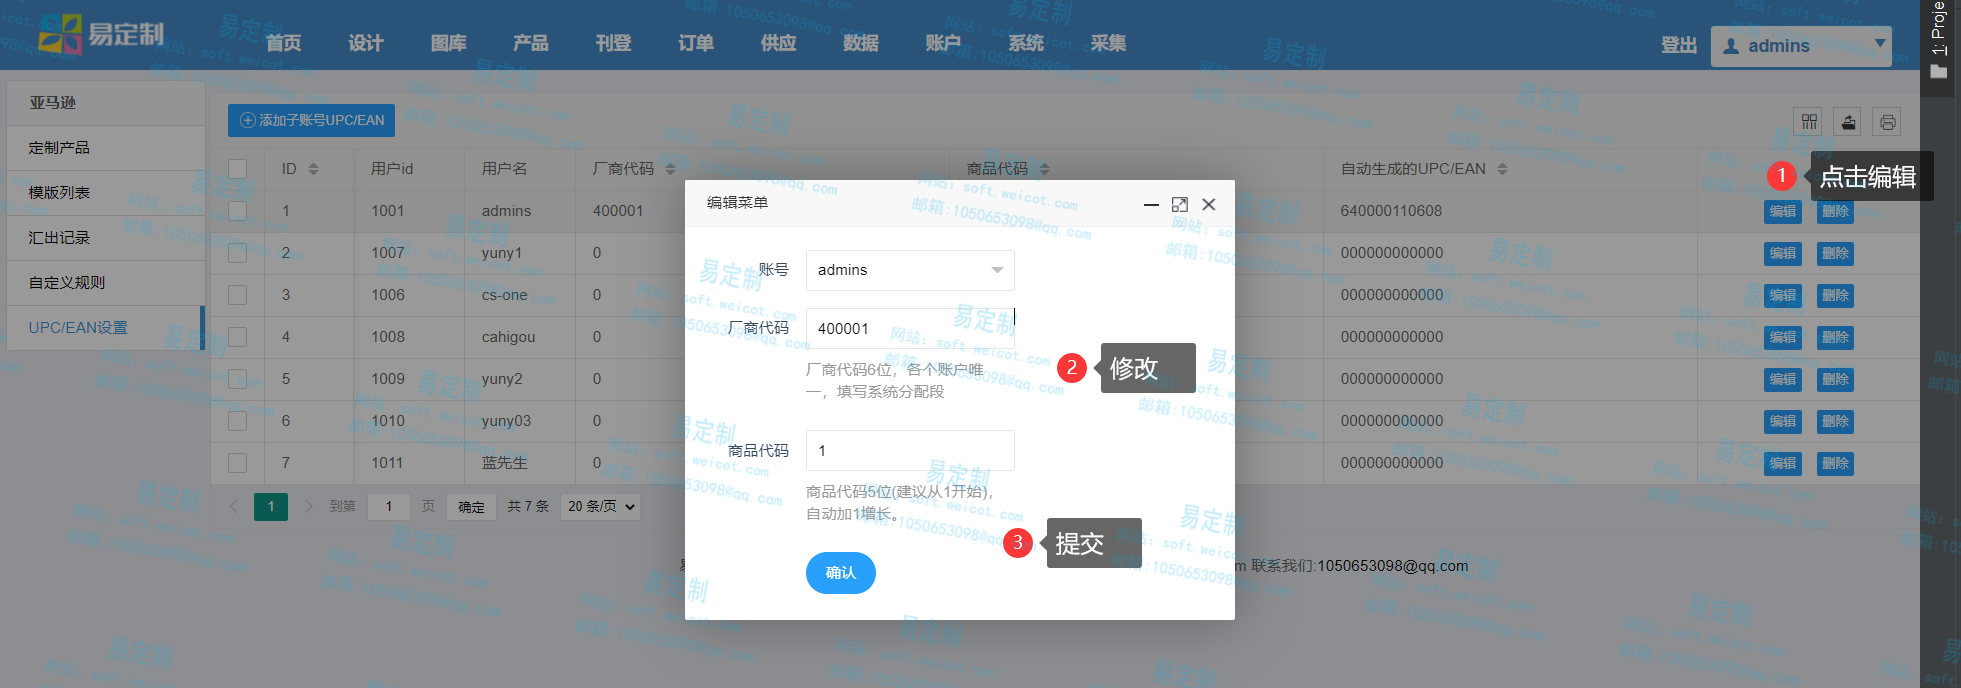 易定制
首页 设计 图库 产品 刊登 订单 供应 数据 账户 系统 采集
登出 admins
1: Proje
亚马逊
定制产品
模版列表
汇出记录
自定义规则
UPC/EAN设置
添加子账号UPC/EAN
ID 用户id 用户名 厂商代码 商品代码 自动生成的UPC/EAN
1 1001 admins 400001 640000110608 编辑 删除
2 1007 yuny1 0 000000000000 编辑 删除
3 1006 cs-one 0 000000000000 编辑 删除
4 1008 cahigou 0 000000000000 编辑 删除
5 1009 yuny2 0 000000000000 编辑 删除
6 1010 yuny03 0 000000000000 编辑 删除
7 1011 蓝先生 0 000000000000 编辑 删除
1 到第 1 页 确定 共 7 条 20 条/页
m 联系我们:1050653098@qq.com
编辑菜单
账号 admins
厂商代码 400001
厂商代码6位，各个账户唯
一，填写系统分配段
商品代码 1
商品代码5位(建议从1开始)，
自动加1增长。
确认
1 点击编辑
2 修改
3 提交
易定制
网站: soft.weicot.com
邮箱:1050653098@qq.com